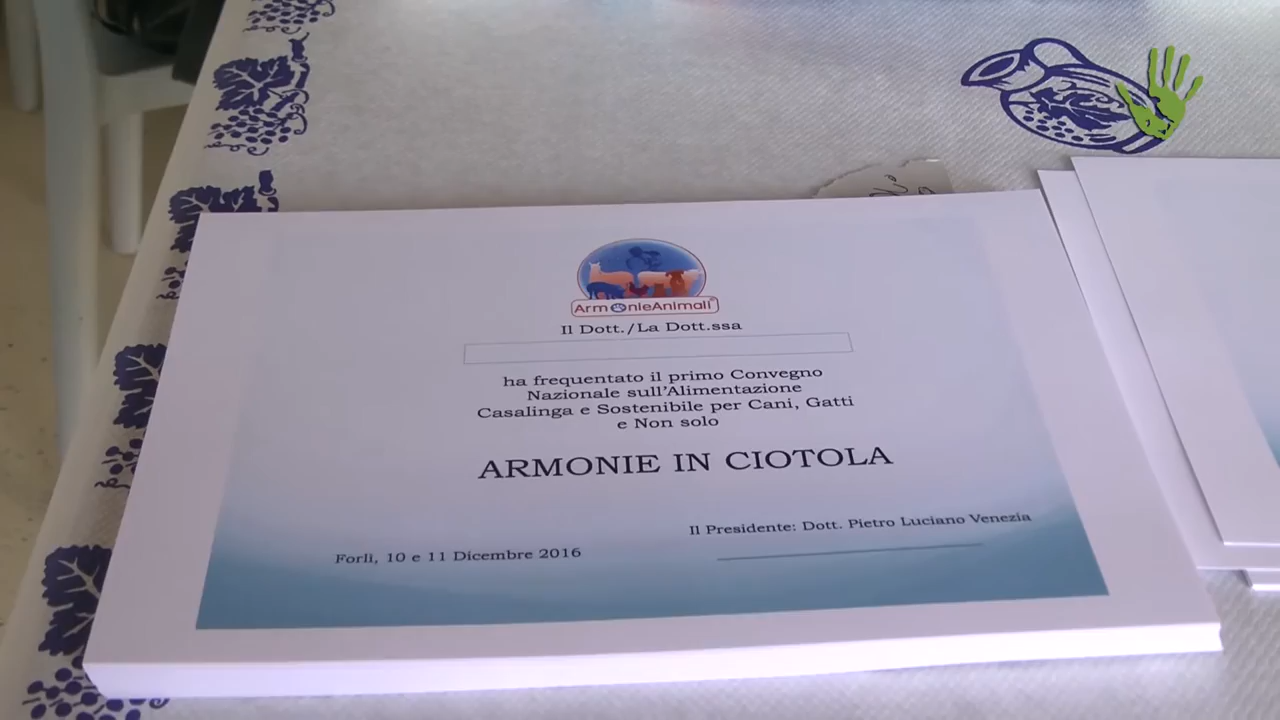 ArmonieAnimali
Il Dott./La Dott.ssa
ha frequentato il primo Convegno
Nazionale sull'Alimentazione
Casalinga e Sostenibile per Cani, Gatti
e Non solo
ARMONIE IN CIOTOLA
Il Presidente: Dott. Pietro Luciano Venezia
Forlì, 10 e 11 Dicembre 2016